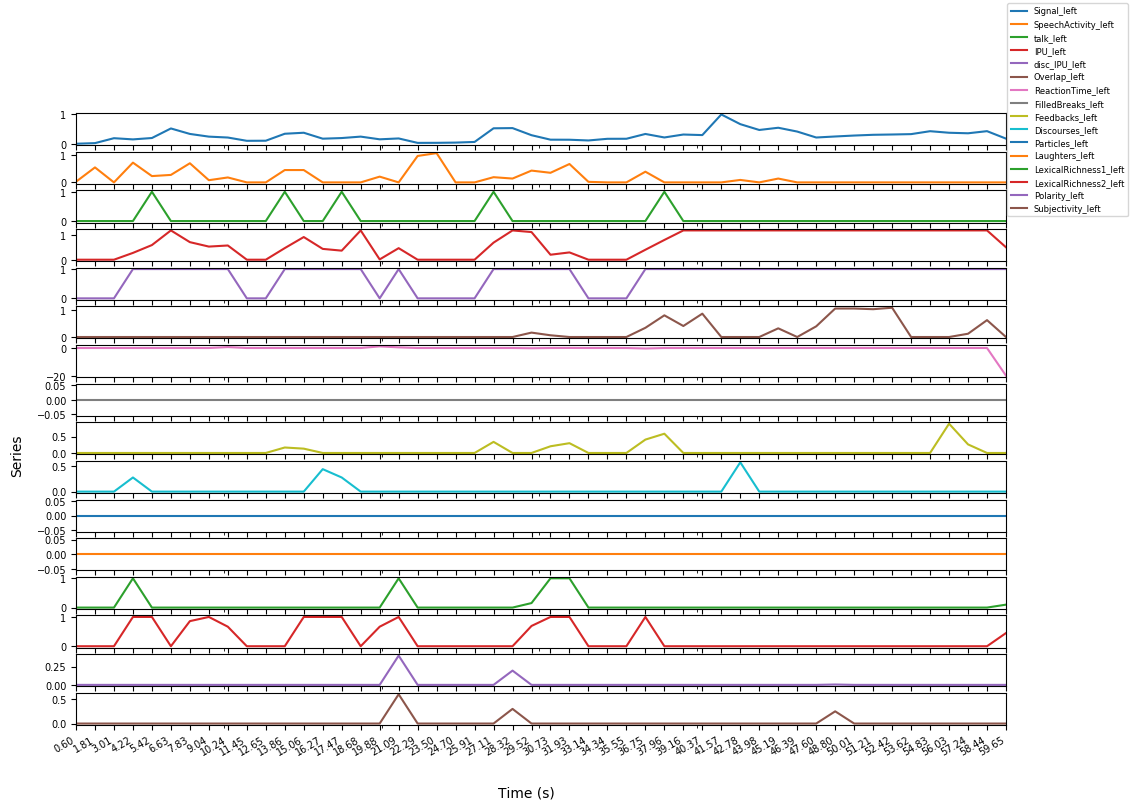 Signal_left
SpeechActivity_left
talk_left
IPU_left
disc_IPU_left
Overlap_left
ReactionTime_left
FilledBreaks_left
Feedbacks_left
Discourses_left
Particles_left
Laughters_left
LexicalRichness1_left
LexicalRichness2_left
Polarity_left
Subjectivity_left
1
0
1
0
1
0
1
0
1
0
1
0
0
−20
0.05
0.00
−0.05
0.5
0.0
0.5
0.0
0.05
0.00
−0.05
0.05
0.00
−0.05
1
0
1
0
0.25
0.00
0.5
0.0
Series
0.60 1.81 3.01 4.22 5.42 6.63 7.83 9.04 10.24 11.45 12.65 13.86 15.06 16.27 17.47 18.68 19.88 21.09 22.29 23.50 24.70 25.91 27.11 28.32 29.52 30.73 31.93 33.14 34.34 35.55 36.75 37.96 39.16 40.37 41.57 42.78 43.98 45.19 46.39 47.60 48.80 50.01 51.21 52.42 53.62 54.83 56.03 57.24 58.44 59.65
Time (s)